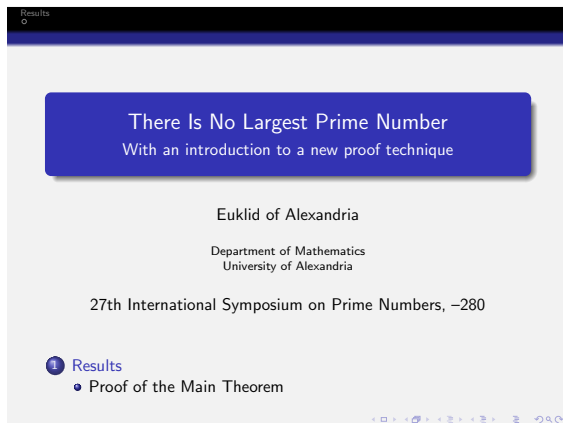 Results
There Is No Largest Prime Number
With an introduction to a new proof technique
Euklid of Alexandria
Department of Mathematics
University of Alexandria
27th International Symposium on Prime Numbers, –280
1 Results
Proof of the Main Theorem